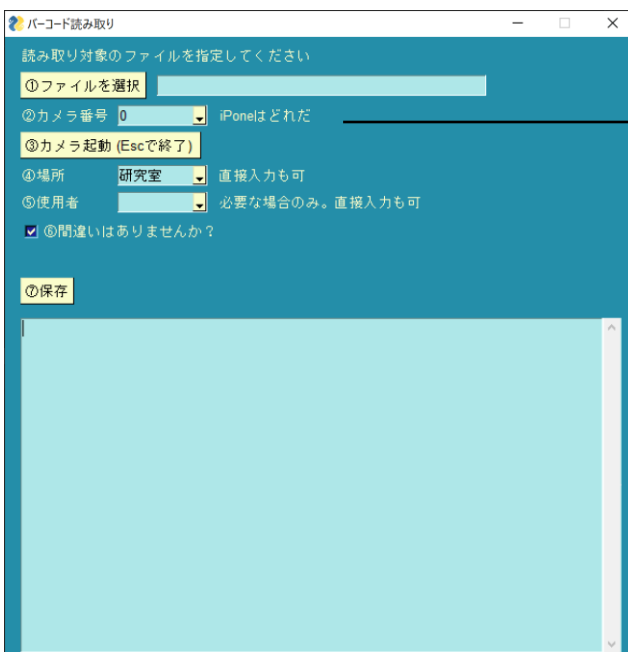 バーコード読み取り
読み取り対象のファイルを指定してください
①ファイルを選択
②カメラ番号 0 iPoneはどれだ
③カメラ起動 (Escで終了)
④場所 研究室 直接入力も可
⑤使用者 必要な場合のみ。直接入力も可
⑥間違いはありませんか？
⑦保存